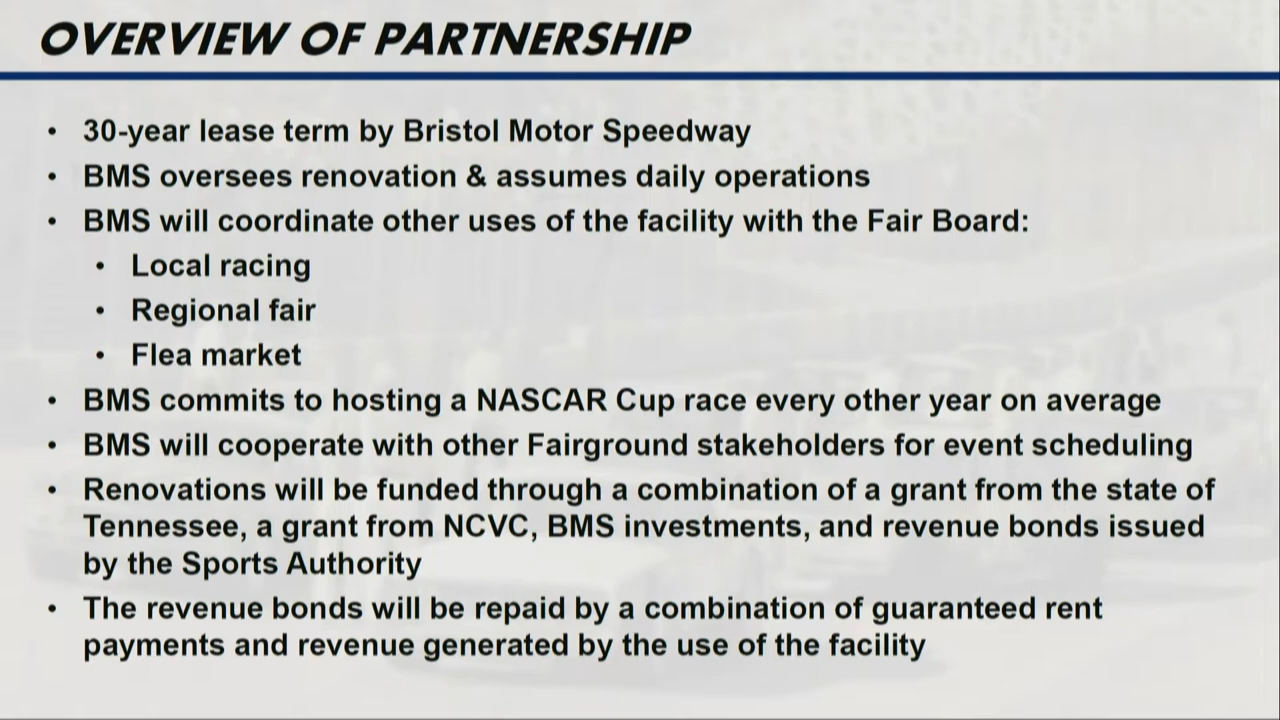 OVERVIEW OF PARTNERSHIP
• 30-year lease term by Bristol Motor Speedway
• BMS oversees renovation & assumes daily operations
• BMS will coordinate other uses of the facility with the Fair Board:
• Local racing
• Regional fair
• Flea market
• BMS commits to hosting a NASCAR Cup race every other year on average
• BMS will cooperate with other Fairground stakeholders for event scheduling
• Renovations will be funded through a combination of a grant from the state of
Tennessee, a grant from NCVC, BMS investments, and revenue bonds issued
by the Sports Authority
• The revenue bonds will be repaid by a combination of guaranteed rent
payments and revenue generated by the use of the facility